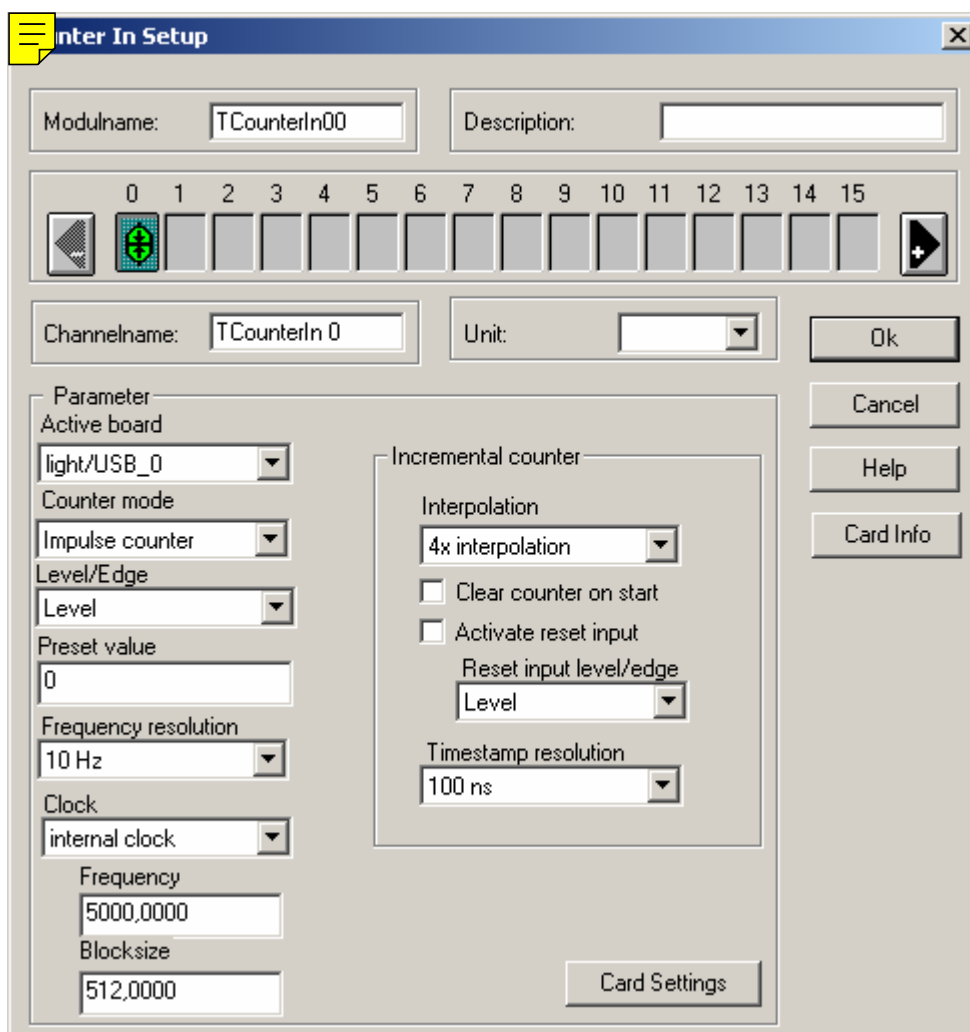 unter In Setup
Modulname: TCounterIn00 Description:
0 1 2 3 4 5 6 7 8 9 10 11 12 13 14 15
- +
Channelname: TCounterIn 0 Unit:
Ok
Cancel
Help
Card Info
Parameter
Active board
light/USB_0
Counter mode
Impulse counter
Level/Edge
Level
Preset value
0
Frequency resolution
10 Hz
Clock
internal clock
Frequency
5000,0000
Blocksize
512,0000
Incremental counter
Interpolation
4x interpolation
Clear counter on start
Activate reset input
Reset input level/edge
Level
Timestamp resolution
100 ns
Card Settings